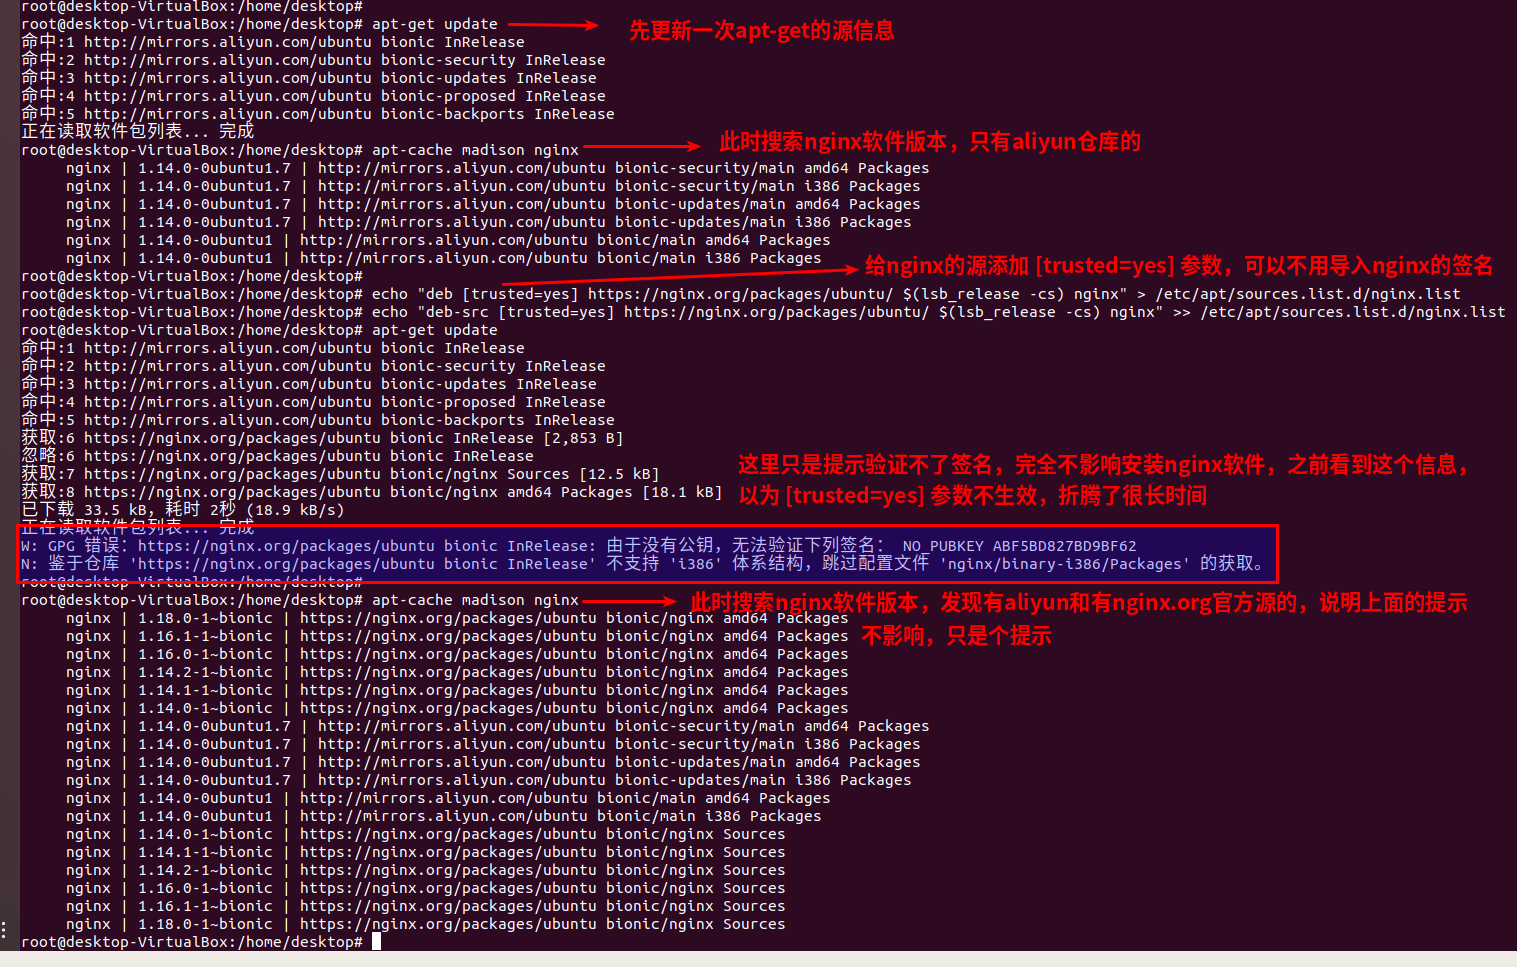 root@desktop-VirtualBox:/home/desktop#
root@desktop-VirtualBox:/home/desktop# apt-get update
先更新一次apt-get的源信息
命中:1 http://mirrors.aliyun.com/ubuntu bionic InRelease
命中:2 http://mirrors.aliyun.com/ubuntu bionic-security InRelease
命中:3 http://mirrors.aliyun.com/ubuntu bionic-updates InRelease
命中:4 http://mirrors.aliyun.com/ubuntu bionic-proposed InRelease
命中:5 http://mirrors.aliyun.com/ubuntu bionic-backports InRelease
正在读取软件包列表... 完成
root@desktop-VirtualBox:/home/desktop# apt-cache madison nginx
此时搜索nginx软件版本，只有aliyun仓库的
nginx | 1.14.0-0ubuntu1.7 | http://mirrors.aliyun.com/ubuntu bionic-security/main amd64 Packages
nginx | 1.14.0-0ubuntu1.7 | http://mirrors.aliyun.com/ubuntu bionic-security/main i386 Packages
nginx | 1.14.0-0ubuntu1.7 | http://mirrors.aliyun.com/ubuntu bionic-updates/main amd64 Packages
nginx | 1.14.0-0ubuntu1.7 | http://mirrors.aliyun.com/ubuntu bionic-updates/main i386 Packages
nginx | 1.14.0-0ubuntu1 | http://mirrors.aliyun.com/ubuntu bionic/main amd64 Packages
nginx | 1.14.0-0ubuntu1 | http://mirrors.aliyun.com/ubuntu bionic/main i386 Packages
root@desktop-VirtualBox:/home/desktop#
给nginx的源添加 [trusted=yes] 参数，可以不用导入nginx的签名
root@desktop-VirtualBox:/home/desktop# echo "deb [trusted=yes] https://nginx.org/packages/ubuntu/ $(lsb_release -cs) nginx" > /etc/apt/sources.list.d/nginx.list
root@desktop-VirtualBox:/home/desktop# echo "deb-src [trusted=yes] https://nginx.org/packages/ubuntu/ $(lsb_release -cs) nginx" >> /etc/apt/sources.list.d/nginx.list
root@desktop-VirtualBox:/home/desktop# apt-get update
命中:1 http://mirrors.aliyun.com/ubuntu bionic InRelease
命中:2 http://mirrors.aliyun.com/ubuntu bionic-security InRelease
命中:3 http://mirrors.aliyun.com/ubuntu bionic-updates InRelease
命中:4 http://mirrors.aliyun.com/ubuntu bionic-proposed InRelease
命中:5 http://mirrors.aliyun.com/ubuntu bionic-backports InRelease
获取:6 https://nginx.org/packages/ubuntu bionic InRelease [2,853 B]
忽略:6 https://nginx.org/packages/ubuntu bionic InRelease
获取:7 https://nginx.org/packages/ubuntu bionic/nginx Sources [12.5 kB]
获取:8 https://nginx.org/packages/ubuntu bionic/nginx amd64 Packages [18.1 kB]
这里只是提示验证不了签名，完全不影响安装nginx软件，之前看到这个信息，
以为 [trusted=yes] 参数不生效，折腾了很长时间
已下载 33.5 kB，耗时 2秒 (18.9 kB/s)
正在读取软件包列表... 完成
W: GPG 错误：https://nginx.org/packages/ubuntu bionic InRelease: 由于没有公钥，无法验证下列签名： NO_PUBKEY ABF5BD827BD9BF62
N: 鉴于仓库 'https://nginx.org/packages/ubuntu bionic InRelease' 不支持 'i386' 体系结构，跳过配置文件 'nginx/binary-i386/Packages' 的获取。
root@desktop-VirtualBox:/home/desktop#
root@desktop-VirtualBox:/home/desktop# apt-cache madison nginx
此时搜索nginx软件版本，发现有aliyun和有nginx.org官方源的，说明上面的提示
不影响，只是个提示
nginx | 1.18.0-1~bionic | https://nginx.org/packages/ubuntu bionic/nginx amd64 Packages
nginx | 1.16.1-1~bionic | https://nginx.org/packages/ubuntu bionic/nginx amd64 Packages
nginx | 1.16.0-1~bionic | https://nginx.org/packages/ubuntu bionic/nginx amd64 Packages
nginx | 1.14.2-1~bionic | https://nginx.org/packages/ubuntu bionic/nginx amd64 Packages
nginx | 1.14.1-1~bionic | https://nginx.org/packages/ubuntu bionic/nginx amd64 Packages
nginx | 1.14.0-1~bionic | https://nginx.org/packages/ubuntu bionic/nginx amd64 Packages
nginx | 1.14.0-0ubuntu1.7 | http://mirrors.aliyun.com/ubuntu bionic-security/main amd64 Packages
nginx | 1.14.0-0ubuntu1.7 | http://mirrors.aliyun.com/ubuntu bionic-security/main i386 Packages
nginx | 1.14.0-0ubuntu1.7 | http://mirrors.aliyun.com/ubuntu bionic-updates/main amd64 Packages
nginx | 1.14.0-0ubuntu1.7 | http://mirrors.aliyun.com/ubuntu bionic-updates/main i386 Packages
nginx | 1.14.0-0ubuntu1 | http://mirrors.aliyun.com/ubuntu bionic/main amd64 Packages
nginx | 1.14.0-0ubuntu1 | http://mirrors.aliyun.com/ubuntu bionic/main i386 Packages
nginx | 1.14.0-1~bionic | https://nginx.org/packages/ubuntu bionic/nginx Sources
nginx | 1.14.1-1~bionic | https://nginx.org/packages/ubuntu bionic/nginx Sources
nginx | 1.14.2-1~bionic | https://nginx.org/packages/ubuntu bionic/nginx Sources
nginx | 1.16.0-1~bionic | https://nginx.org/packages/ubuntu bionic/nginx Sources
nginx | 1.16.1-1~bionic | https://nginx.org/packages/ubuntu bionic/nginx Sources
nginx | 1.18.0-1~bionic | https://nginx.org/packages/ubuntu bionic/nginx Sources
root@desktop-VirtualBox:/home/desktop#